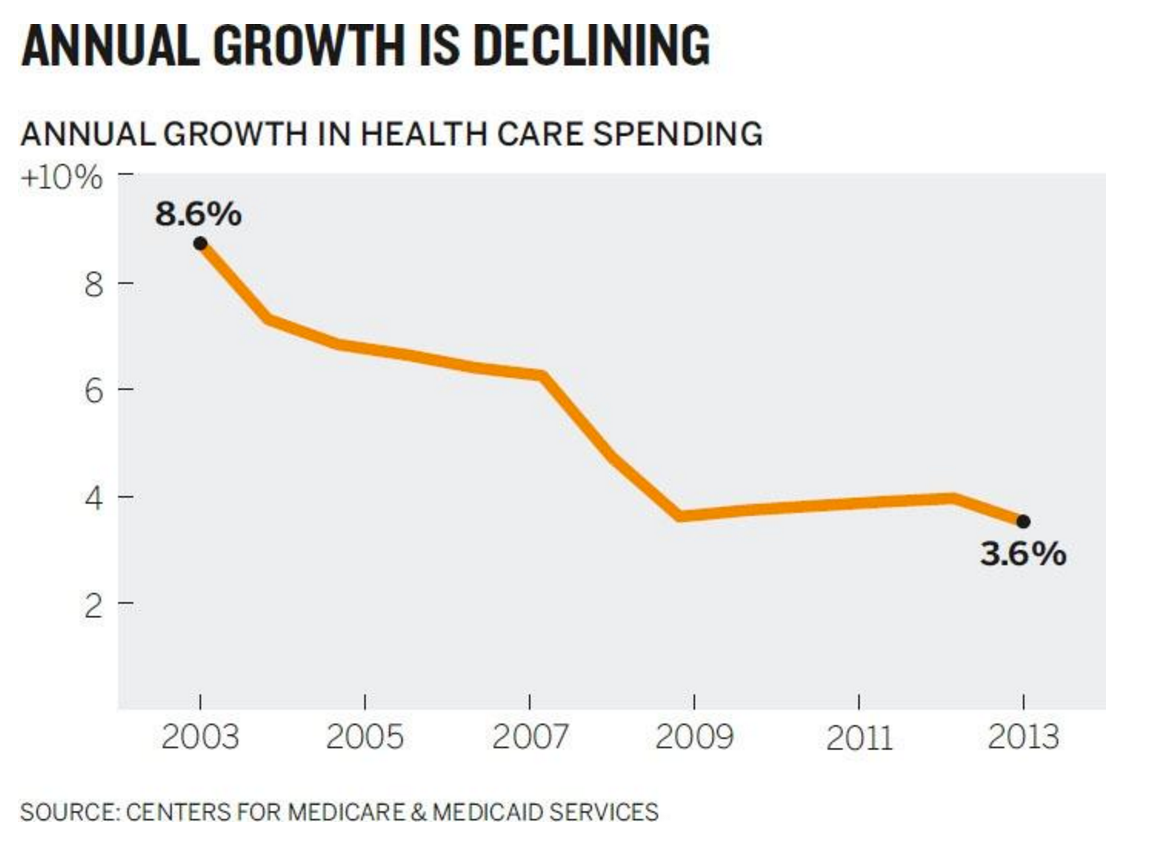 ANNUAL GROWTH IS DECLINING
ANNUAL GROWTH IN HEALTH CARE SPENDING
+10%
8.6%
8
6
4
3.6%
2
2003 2005 2007 2009 2011 2013
SOURCE: CENTERS FOR MEDICARE & MEDICAID SERVICES